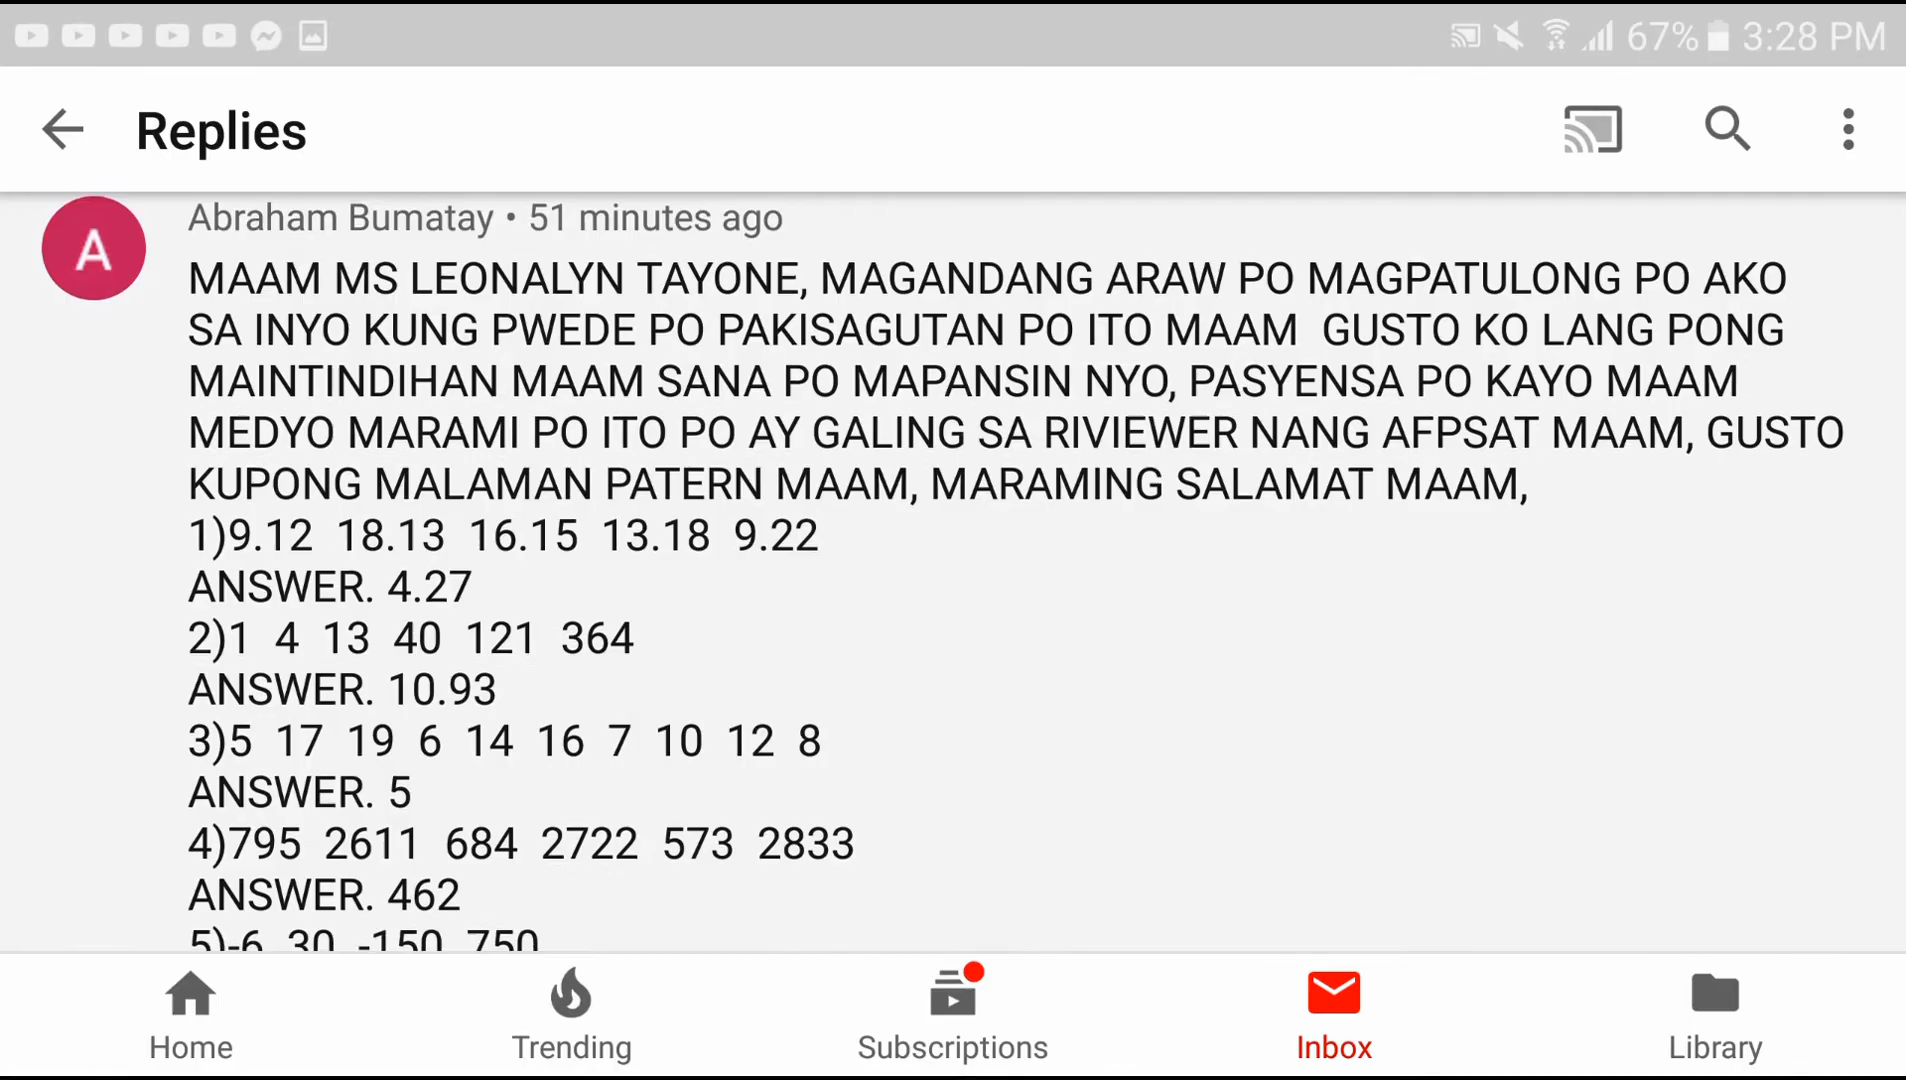 67% 3:28 PM
Replies
A
Abraham Bumatay • 51 minutes ago
MAAM MS LEONALYN TAYONE, MAGANDANG ARAW PO MAGPATULONG PO AKO
SA INYO KUNG PWEDE PO PAKISAGUTAN PO ITO MAAM  GUSTO KO LANG PONG
MAINTINDIHAN MAAM SANA PO MAPANSIN NYO, PASYENSA PO KAYO MAAM
MEDYO MARAMI PO ITO PO AY GALING SA RIVIEWER NANG AFPSAT MAAM, GUSTO
KUPONG MALAMAN PATERN MAAM, MARAMING SALAMAT MAAM,
1)9.12  18.13  16.15  13.18  9.22
ANSWER. 4.27
2)1  4  13  40  121  364
ANSWER. 10.93
3)5  17  19  6  14  16  7  10  12  8
ANSWER. 5
4)795  2611  684  2722  573  2833
ANSWER. 462
5)-6  30  -150  750
Home Trending Subscriptions Inbox Library